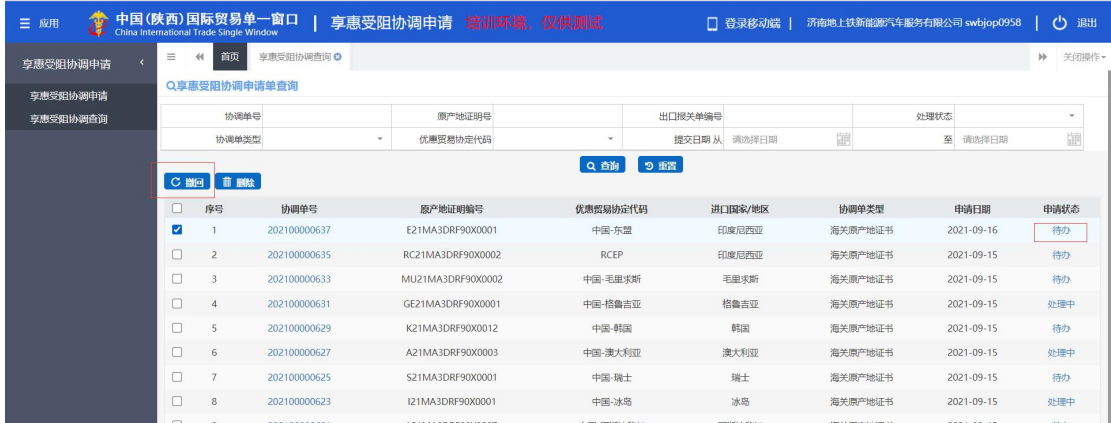 应用 中国(陕西)国际贸易单一窗口 | 享惠受阻协调申请 培训环境，仅供测试 登录移动端 | 济南地上铁新能源汽车服务有限公司 swbjop0958 | 退出
China International Trade Single Window
享惠受阻协调申请 首页 享惠受阻协调查询 关闭操作
享惠受阻协调申请
享惠受阻协调查询
享惠受阻协调申请单查询
协调单号 原产地证明号 出口报关单编号 处理状态
协调单类型 优惠贸易协定代码 提交日期 从 请选择日期 至 请选择日期
查询 重置
撤回 删除
序号 协调单号 原产地证明编号 优惠贸易协定代码 进口国家/地区 协调单类型 申请日期 申请状态
1 202100000637 E21MA3DRF90X0001 中国-东盟 印度尼西亚 海关原产地证书 2021-09-16 待办
2 202100000635 RC21MA3DRF90X0002 RCEP 印度尼西亚 海关原产地证书 2021-09-15 待办
3 202100000633 MU21MA3DRF90X0002 中国-毛里求斯 毛里求斯 海关原产地证书 2021-09-15 待办
4 202100000631 GE21MA3DRF90X0001 中国-格鲁吉亚 格鲁吉亚 海关原产地证书 2021-09-15 处理中
5 202100000629 K21MA3DRF90X0012 中国-韩国 韩国 海关原产地证书 2021-09-15 待办
6 202100000627 A21MA3DRF90X0003 中国-澳大利亚 澳大利亚 海关原产地证书 2021-09-15 处理中
7 202100000625 S21MA3DRF90X0001 中国-瑞士 瑞士 海关原产地证书 2021-09-15 待办
8 202100000623 I21MA3DRF90X0001 中国-冰岛 冰岛 海关原产地证书 2021-09-15 处理中